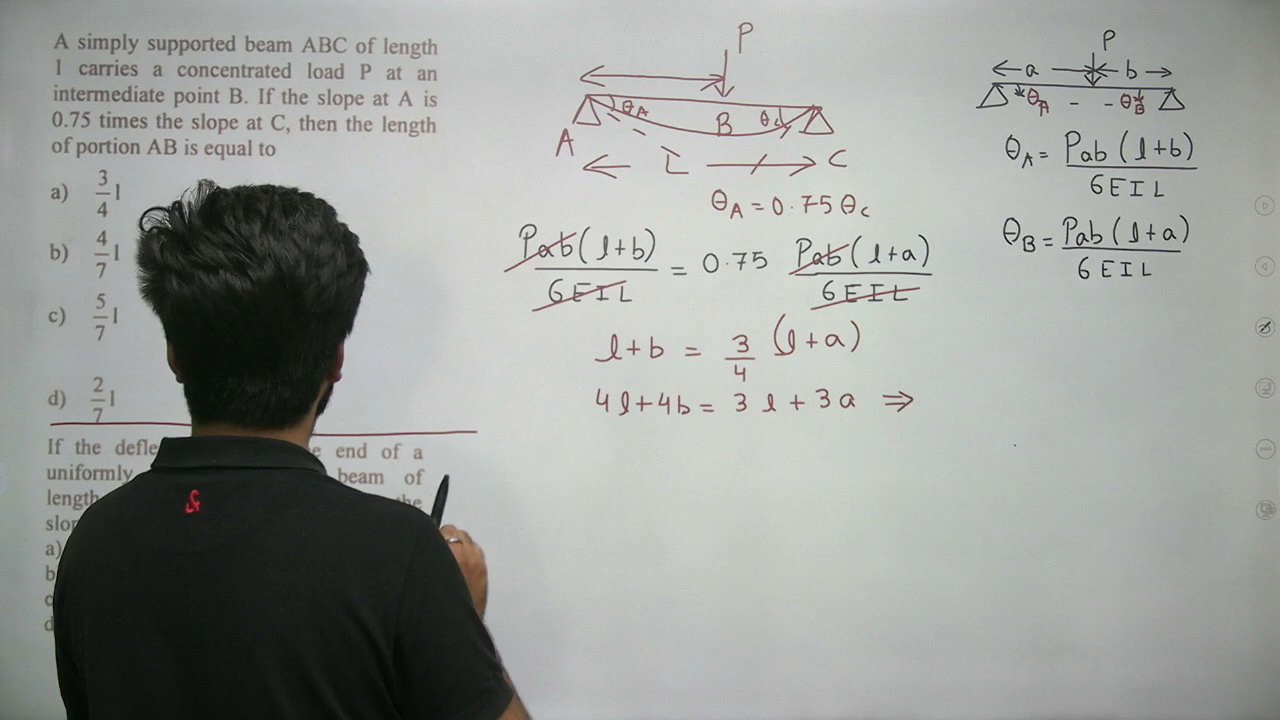 A simply supported beam ABC of length
l carries a concentrated load P at an
intermediate point B. If the slope at A is
0.75 times the slope at C, then the length
of portion AB is equal to
a) 3/4 l
b) 4/7 l
c) 5/7 l
d) 2/7 l
If the end of a
uniformly beam of
length the
a)
P
θA B θc
A L C
θA = 0.75 θc
Pab (l+b) / 6EIL = 0.75 Pab (l+a) / 6EIL
l+b = 3/4 (l+a)
4l+4b = 3l+3a ⇒
P
a b
θA - - θB
θA = Pab (l+b) / 6EIL
θB = Pab (l+a) / 6EIL